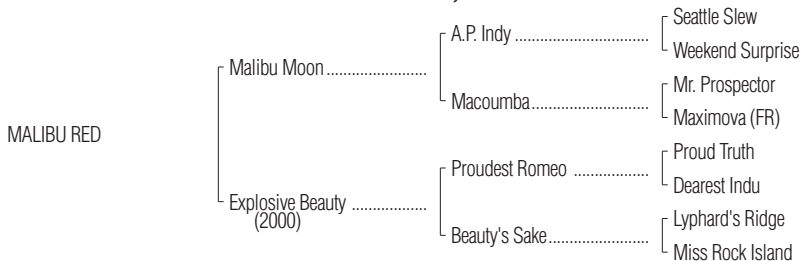 Seattle Slew
A.P. Indy ................................
Weekend Surprise
Malibu Moon ........................
Mr. Prospector
Macoumba............................
Maximova (FR)
MALIBU RED
Proud Truth
Proudest Romeo ..................
Dearest Indu
Explosive Beauty ..................
(2000)
Lyphard's Ridge
Beauty's Sake........................
Miss Rock Island